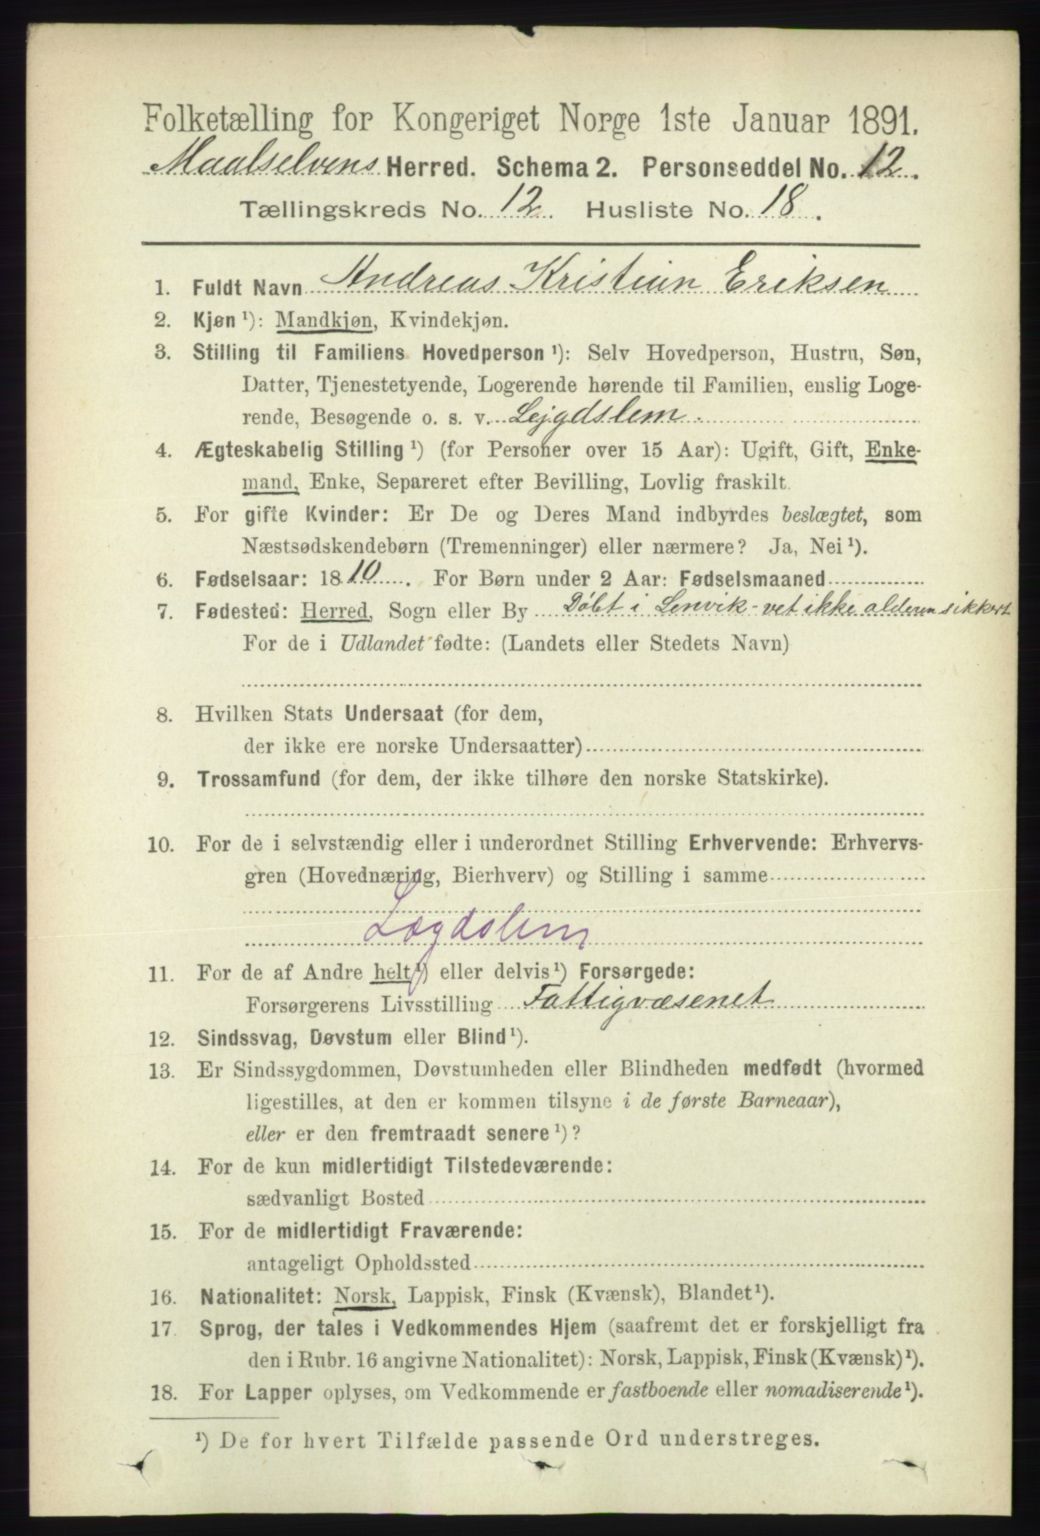 Folketælling for Kongeriget Norge 1ste Januar 1891.
Maalselvens Herred. Schema 2. Personseddel No. 12.
Tællingskreds No. 12. Husliste No. 18.
1. Fuldt Navn Andreas Kristian Eriksen
2. Kjøn ¹): Mandkjøn, Kvindekjøn.
3. Stilling til Familiens Hovedperson ¹): Selv Hovedperson, Hustru, Søn,
Datter, Tjenestetyende, Logerende hørende til Familien, enslig Loge-
rende, Besøgende o. s. v. Lejgdslem.
4. Ægteskabelig Stilling ¹) (for Personer over 15 Aar): Ugift, Gift, Enke-
mand, Enke, Separeret efter Bevilling, Lovlig fraskilt.
5. For gifte Kvinder: Er De og Deres Mand indbyrdes beslægtet, som
Næstsødskendebørn (Tremenninger) eller nærmere? Ja, Nei ¹).
6. Fødselsaar: 1810. For Børn under 2 Aar: Fødselsmaaned
7. Fødested: Herred, Sogn eller By Döbt i Lenvik - vet ikke alderen sikkert
For de i Udlandet fødte: (Landets eller Stedets Navn)
8. Hvilken Stats Undersaat (for dem,
der ikke ere norske Undersaatter)
9. Trossamfund (for dem, der ikke tilhøre den norske Statskirke).
10. For de i selvstændig eller i underordnet Stilling Erhvervende: Erhvervs-
gren (Hovednæring, Bierhverv) og Stilling i samme
Lægdslem
11. For de af Andre helt ¹) eller delvis ¹) Forsørgede:
Forsørgerens Livsstilling Fattigvæsenet
12. Sindssvag, Døvstum eller Blind ¹).
13. Er Sindssygdommen, Døvstumheden eller Blindheden medfødt (hvormed
ligestilles, at den er kommen tilsyne i de første Barneaar),
eller er den fremtraadt senere ¹)?
14. For de kun midlertidigt Tilstedeværende:
sædvanligt Bosted
15. For de midlertidigt Fraværende:
antageligt Opholdssted
16. Nationalitet: Norsk, Lappisk, Finsk (Kvænsk), Blandet ¹).
17. Sprog, der tales i Vedkommendes Hjem (saafremt det er forskjelligt fra
den i Rubr. 16 angivne Nationalitet): Norsk, Lappisk, Finsk (Kvænsk) ¹).
18. For Lapper oplyses, om Vedkommende er fastboende eller nomadiserende ¹).
¹) De for hvert Tilfælde passende Ord understreges.